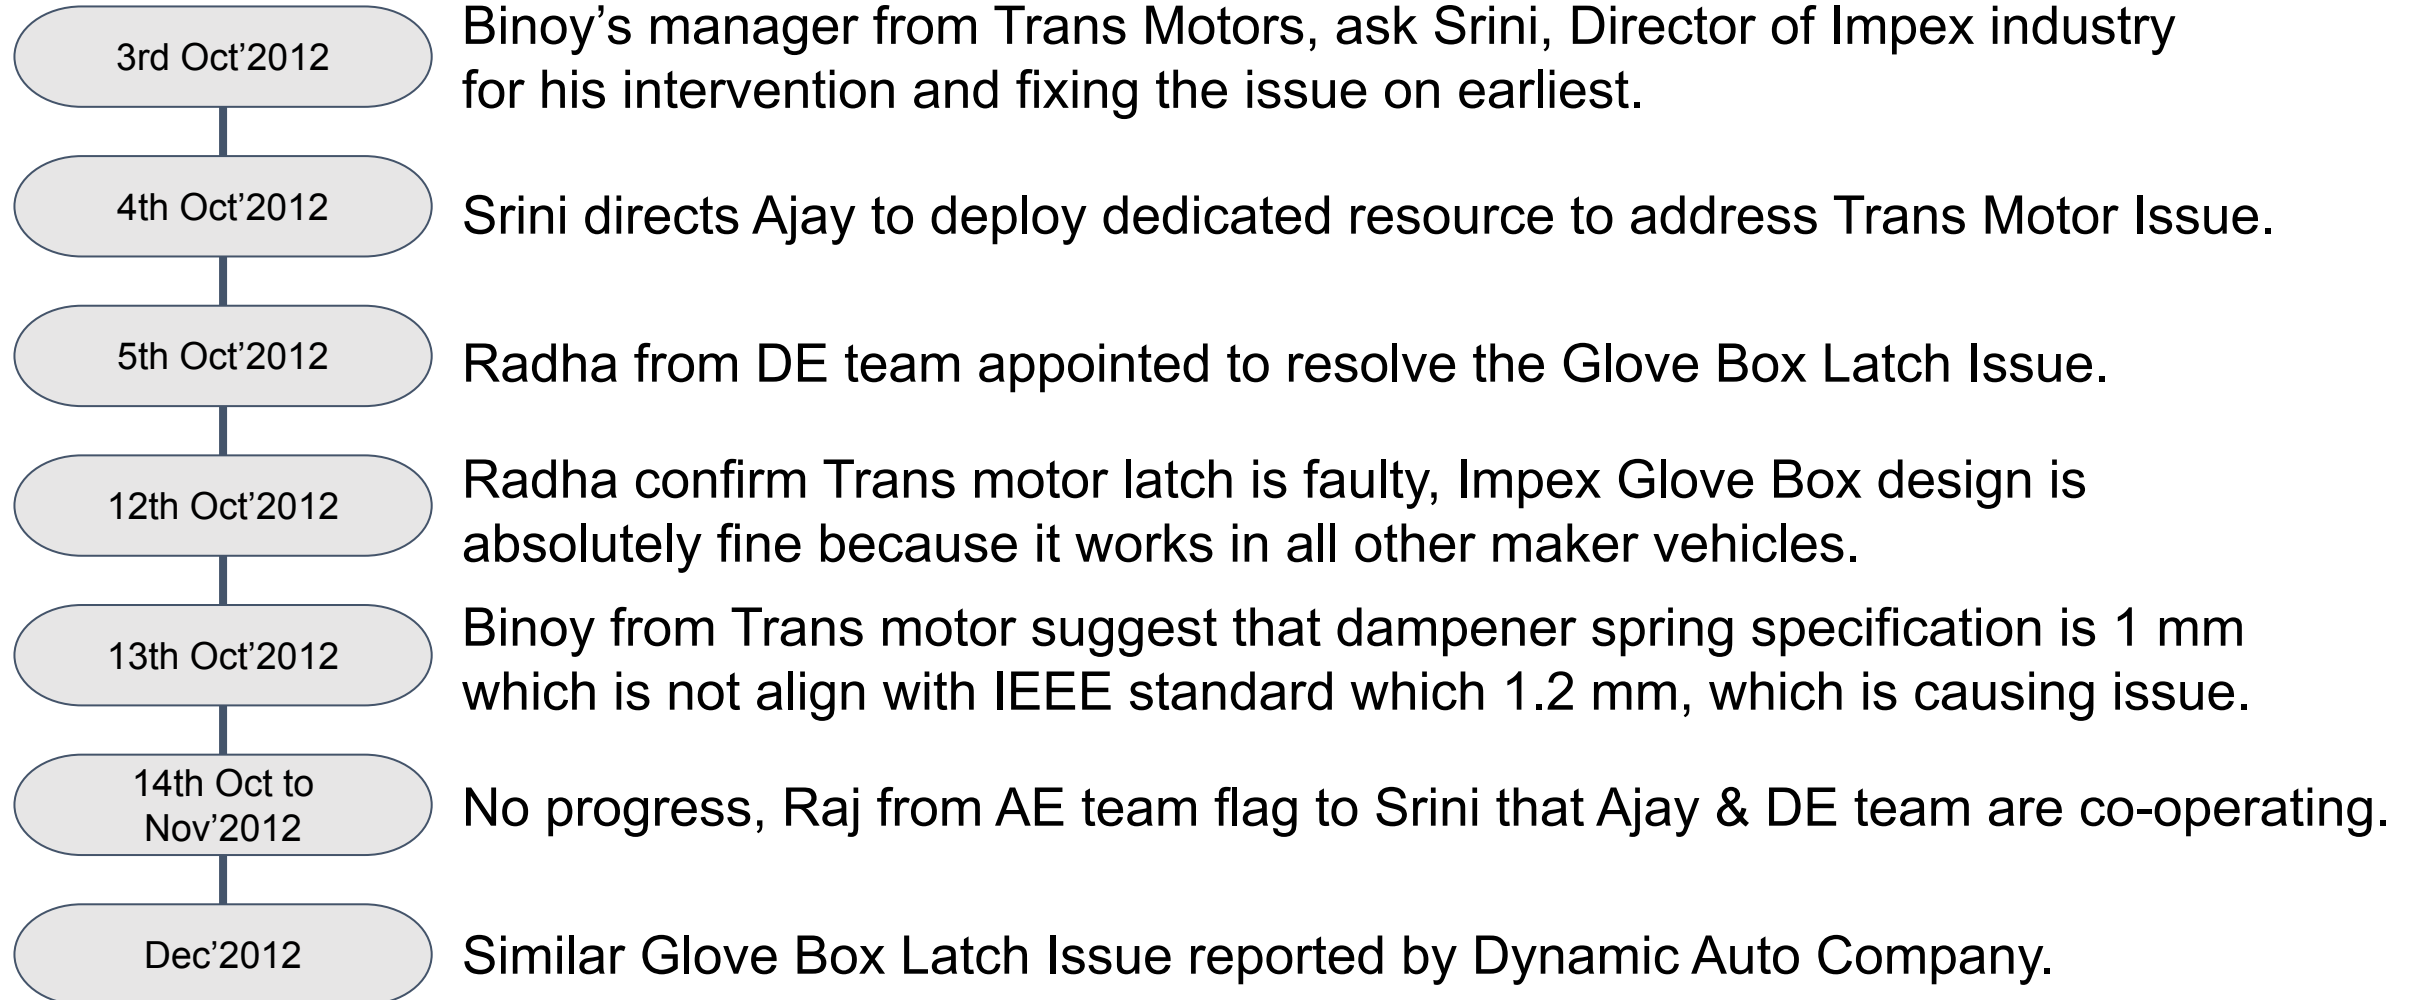 3rd Oct’2012
Binoy’s manager from Trans Motors, ask Srini, Director of Impex industry
for his intervention and fixing the issue on earliest.
4th Oct’2012
Srini directs Ajay to deploy dedicated resource to address Trans Motor Issue.
5th Oct’2012
Radha from DE team appointed to resolve the Glove Box Latch Issue.
12th Oct’2012
Radha confirm Trans motor latch is faulty, Impex Glove Box design is
absolutely fine because it works in all other maker vehicles.
13th Oct’2012
Binoy from Trans motor suggest that dampener spring specification is 1 mm
which is not align with IEEE standard which 1.2 mm, which is causing issue.
14th Oct to
Nov’2012
No progress, Raj from AE team flag to Srini that Ajay & DE team are co-operating.
Dec’2012
Similar Glove Box Latch Issue reported by Dynamic Auto Company.